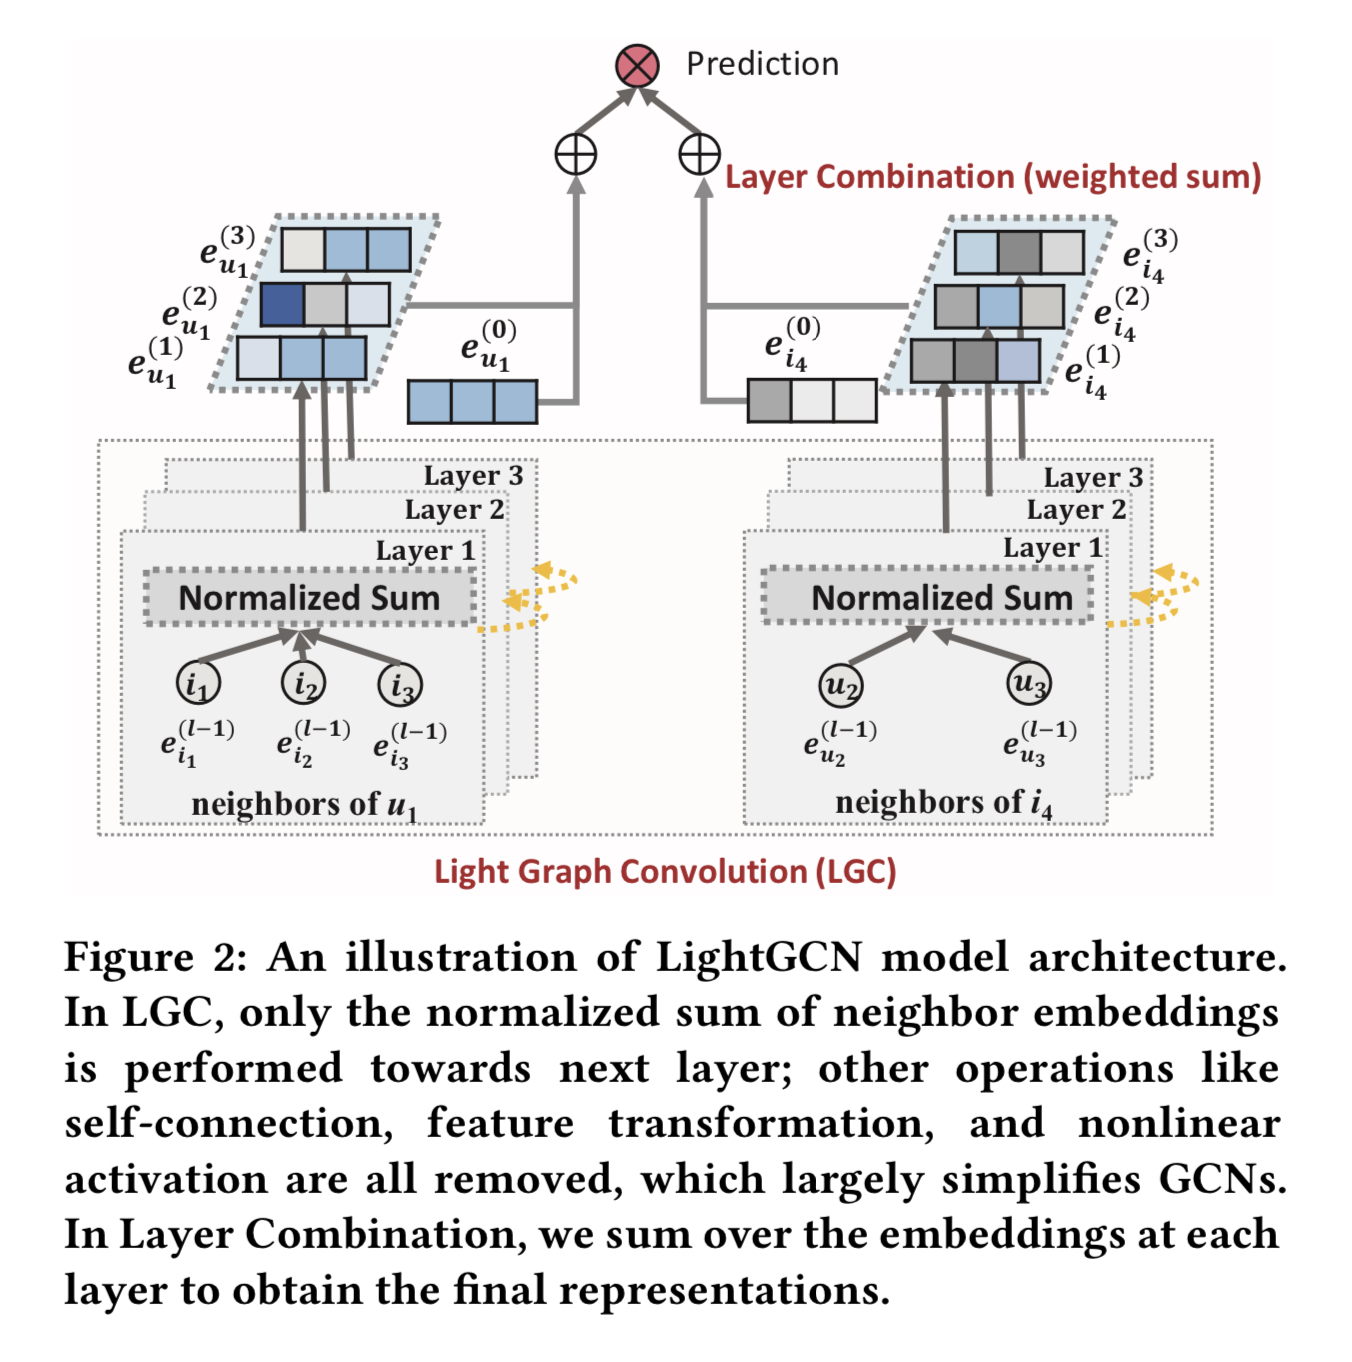 Prediction
Layer Combination (weighted sum)
e_{u_1}^{(3)}
e_{u_1}^{(2)}
e_{u_1}^{(1)}
e_{u_1}^{(0)}
e_{i_4}^{(0)}
e_{i_4}^{(3)}
e_{i_4}^{(2)}
e_{i_4}^{(1)}
Layer 3
Layer 2
Layer 1
Normalized Sum
i_1 i_2 i_3
e_{i_1}^{(l-1)} e_{i_2}^{(l-1)} e_{i_3}^{(l-1)}
neighbors of u_1
Layer 3
Layer 2
Layer 1
Normalized Sum
u_2 u_3
e_{u_2}^{(l-1)} e_{u_3}^{(l-1)}
neighbors of i_4
Light Graph Convolution (LGC)
Figure 2: An illustration of LightGCN model architecture.
In LGC, only the normalized sum of neighbor embeddings
is performed towards next layer; other operations like
self-connection, feature transformation, and nonlinear
activation are all removed, which largely simplifies GCNs.
In Layer Combination, we sum over the embeddings at each
layer to obtain the final representations.